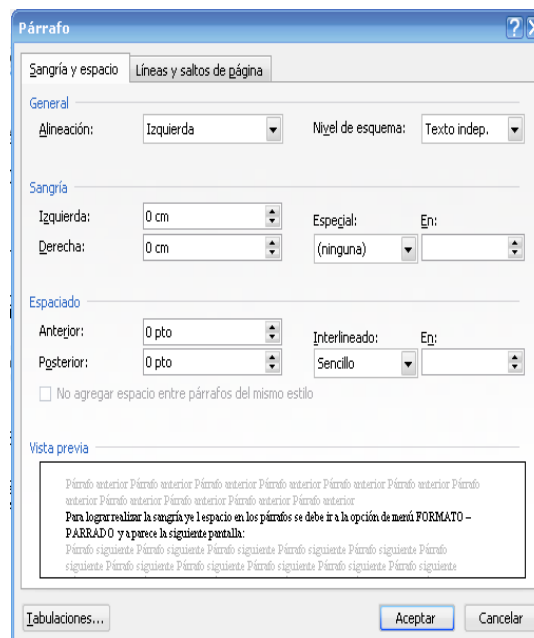 Párrafo
Sangría y espacio Líneas y saltos de página
General
Alineación: Izquierda Nivel de esquema: Texto indep.
Sangría
Izquierda: 0 cm Especial: En:
Derecha: 0 cm (ninguna)
Espaciado
Anterior: 0 pto Interlineado: En:
Posterior: 0 pto Sencillo
No agregar espacio entre párrafos del mismo estilo
Vista previa
Párrafo anterior Párrafo anterior Párrafo anterior Párrafo anterior Párrafo anterior Párrafo anterior Párrafo
anterior Párrafo anterior Párrafo anterior Párrafo anterior Párrafo anterior
Para lograr realizar la sangría ye l espacio en los párrafos se debe ir a la opción de menú FORMATO –
PARRADO y aparece la siguiente pantalla:
Párrafo siguiente Párrafo siguiente Párrafo siguiente Párrafo siguiente Párrafo siguiente Párrafo
siguiente Párrafo siguiente Párrafo siguiente Párrafo siguiente Párrafo siguiente Párrafo siguiente
Tabulaciones... Aceptar Cancelar